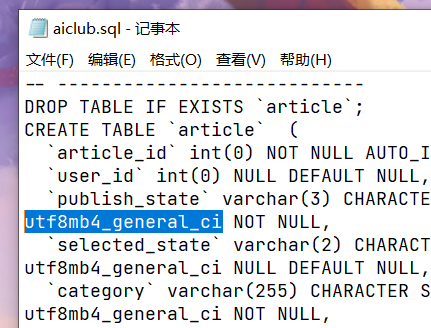 aiclub.sql - 记事本
文件(F) 编辑(E) 格式(O) 查看(V) 帮助(H)
-- ----------------------------
DROP TABLE IF EXISTS `article`;
CREATE TABLE `article`  (
  `article_id` int(0) NOT NULL AUTO_I
  `user_id` int(0) NULL DEFAULT NULL,
  `publish_state` varchar(3) CHARACTE
utf8mb4_general_ci NOT NULL,
  `selected_state` varchar(2) CHARACT
utf8mb4_general_ci NULL DEFAULT NULL,
  `category` varchar(255) CHARACTER S
utf8mb4_general_ci NOT NULL,